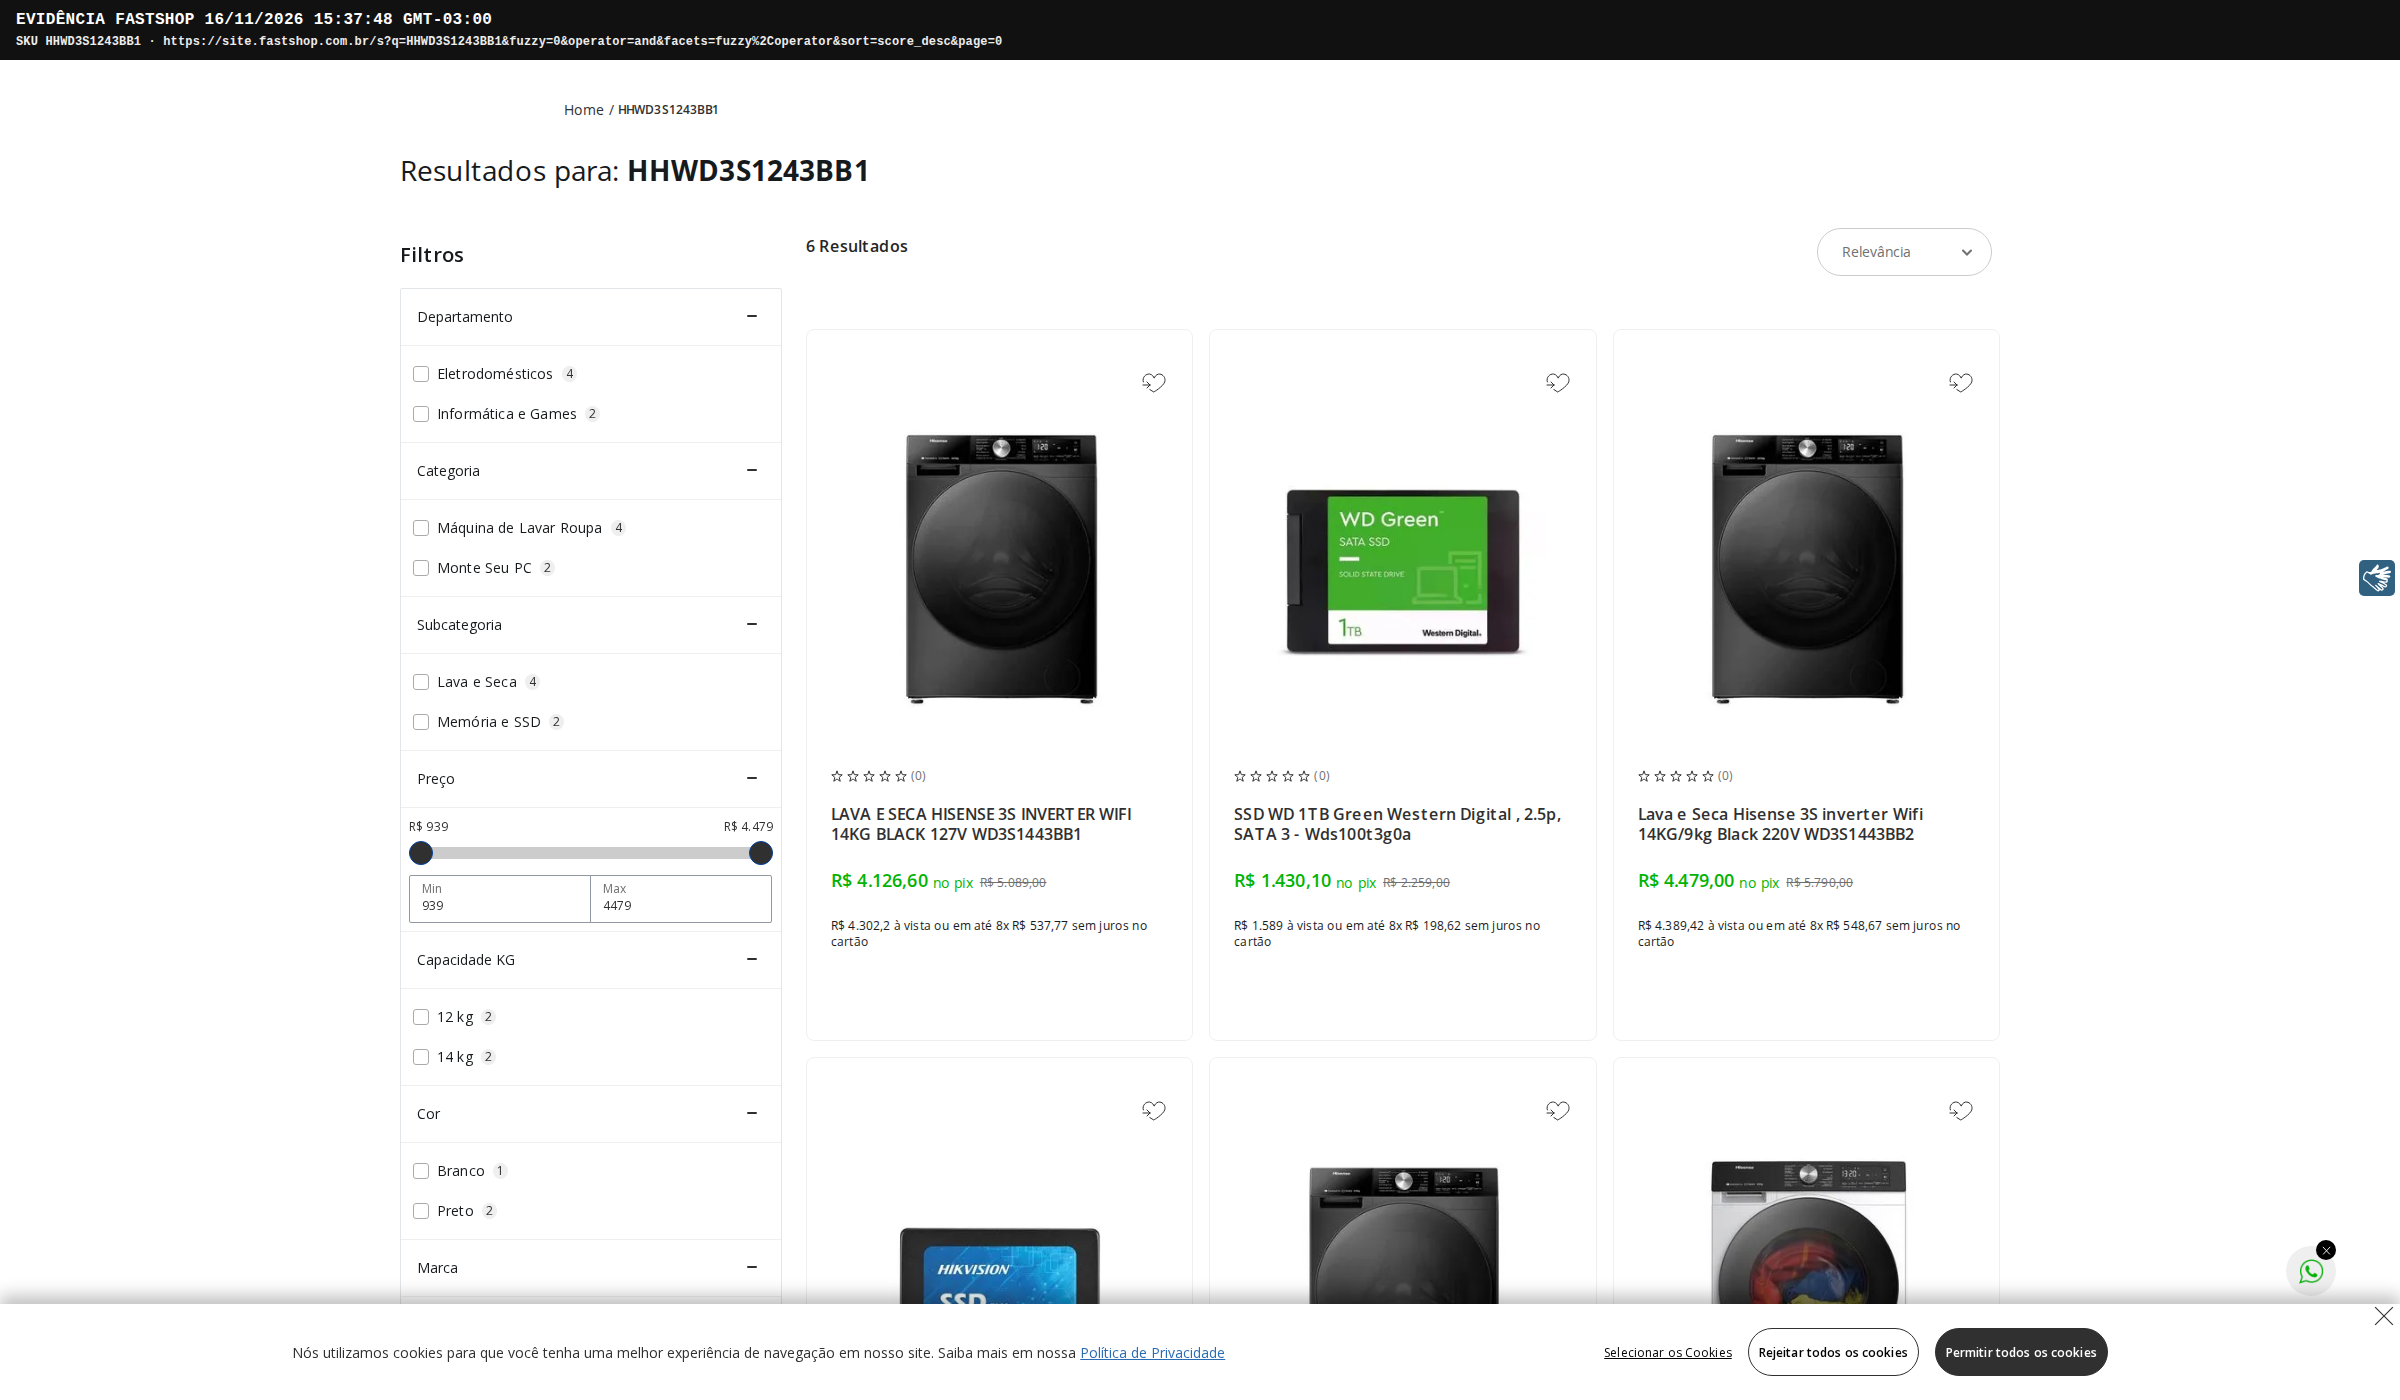 EVIDÊNCIA FASTSHOP 16/11/2026 15:37:48 GMT-03:00
SKU HHWD3S1243BB1 · https://site.fastshop.com.br/s?q=HHWD3S1243BB1&fuzzy=0&operator=and&facets=fuzzy%2Coperator&sort=score_desc&page=0
Home / HHWD3S1243BB1
Resultados para: HHWD3S1243BB1
Filtros
6 Resultados
Relevância
Departamento
Eletrodomésticos 4
Informática e Games 2
Categoria
Máquina de Lavar Roupa 4
Monte Seu PC 2
Subcategoria
Lava e Seca 4
Memória e SSD 2
Preço
R$ 939
R$ 4.479
Min
939
Max
4479
Capacidade KG
12 kg 2
14 kg 2
Cor
Branco 1
Preto 2
Marca
Hisense
(0)
LAVA E SECA HISENSE 3S INVERTER WIFI
14KG BLACK 127V WD3S1443BB1
R$ 4.126,60 no pix R$ 5.089,00
R$ 4.302,2 à vista ou em até 8x R$ 537,77 sem juros no
cartão
WD Green
SATA SSD
SOLID STATE DRIVE
1TB
Western Digital
(0)
SSD WD 1TB Green Western Digital , 2.5p,
SATA 3 - Wds100t3g0a
R$ 1.430,10 no pix R$ 2.259,00
R$ 1.589 à vista ou em até 8x R$ 198,62 sem juros no
cartão
Hisense
(0)
Lava e Seca Hisense 3S inverter Wifi
14KG/9kg Black 220V WD3S1443BB2
R$ 4.479,00 no pix R$ 5.790,00
R$ 4.389,42 à vista ou em até 8x R$ 548,67 sem juros no
cartão
HIKVISION
SSD
Hisense
Hisense
Nós utilizamos cookies para que você tenha uma melhor experiência de navegação em nosso site. Saiba mais em nossa Política de Privacidade
Selecionar os Cookies
Rejeitar todos os cookies
Permitir todos os cookies